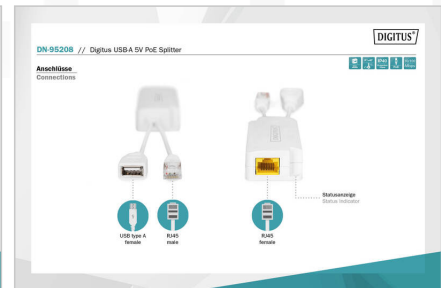 DIGITUS®
DN-95208 // Digitus USB-A 5V PoE Splitter
Anschlüsse
Connections
DIGITUS
Statusanzeige
Status Indicator
USB type A
female
RJ45
male
RJ45
female